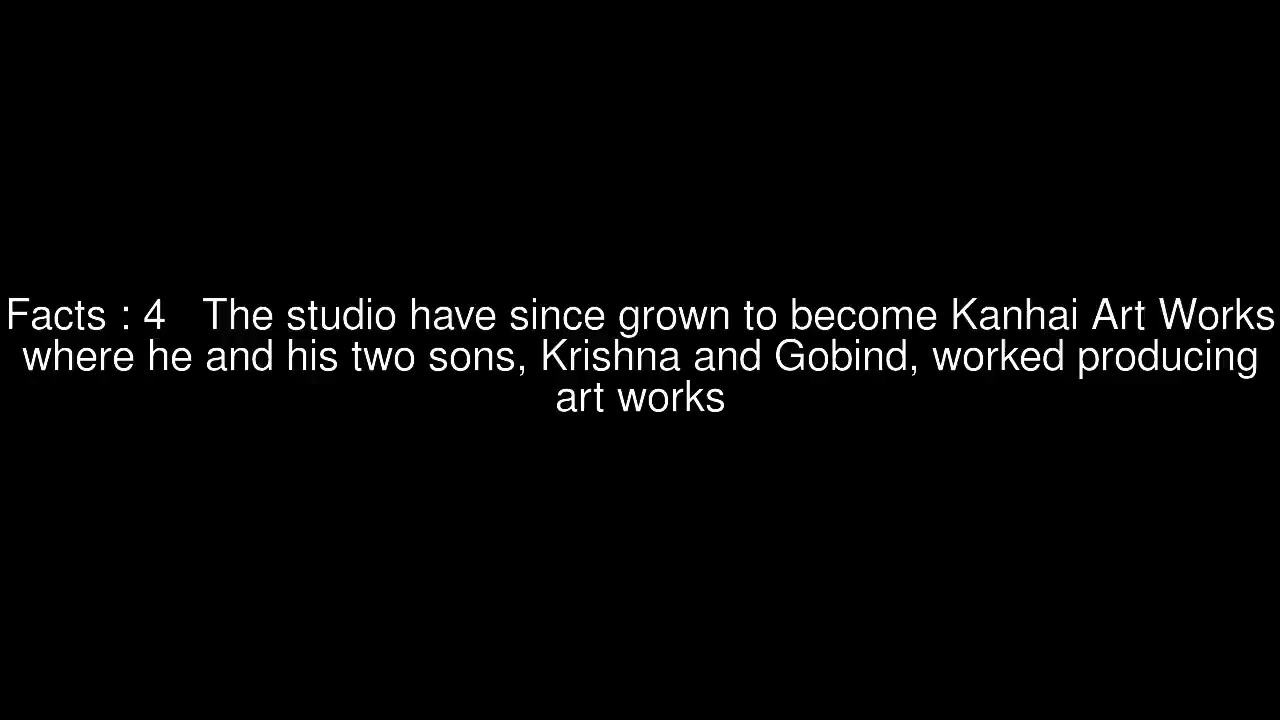 Facts : 4   The studio have since grown to become Kanhai Art Works
where he and his two sons, Krishna and Gobind, worked producing
art works